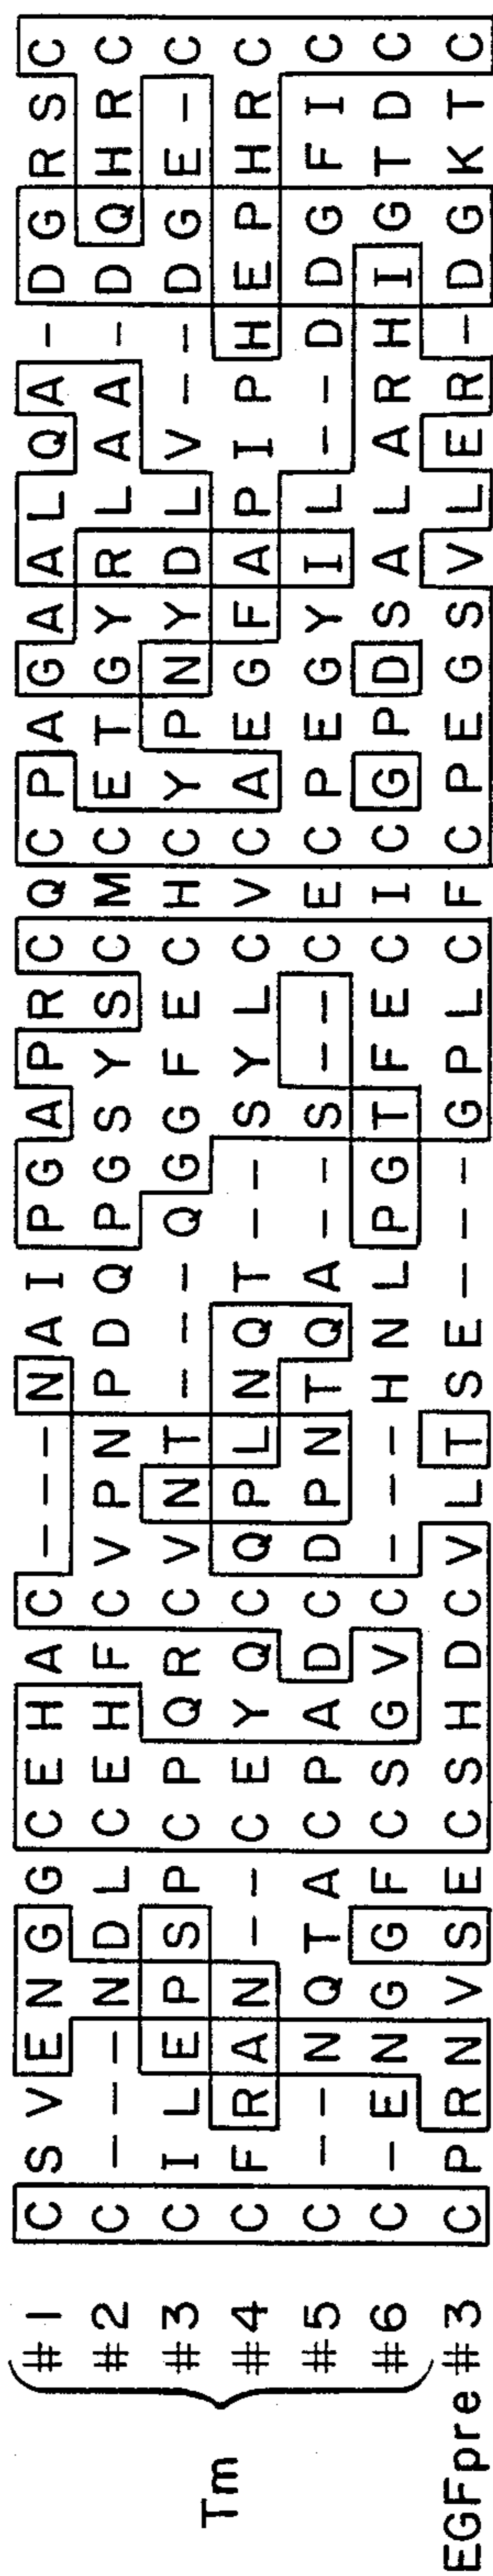 Tm
#1 C S V E N G G C E H A C - - - N A I P G A P R C Q C P A G A A L Q A - D G R S C
#2 C - - - N D L C E H F C V P N P D Q P G S Y S C M C E T G Y R L A A - D Q H R C
#3 C I L E P S P C P Q R C V N T - - - Q G G F E C H C Y P N Y D L V - - D G E - C
#4 C F R A N - - C E Y Q C Q P L N Q T - - S Y L C V C A E G F A P I P H E P H R C
#5 C - - N Q T A C P A D C D P N T Q A - - S - - C E C P E G Y I L - - D D G F I C
#6 C - E N G G F C S G V C - - - H N L P G T F E C I C G P D S A L A R H I G T D C
EGFpre #3 C P R N V S E C S H D C V L T S E - - - G P L C F C P E G S V L E R - D G K T C